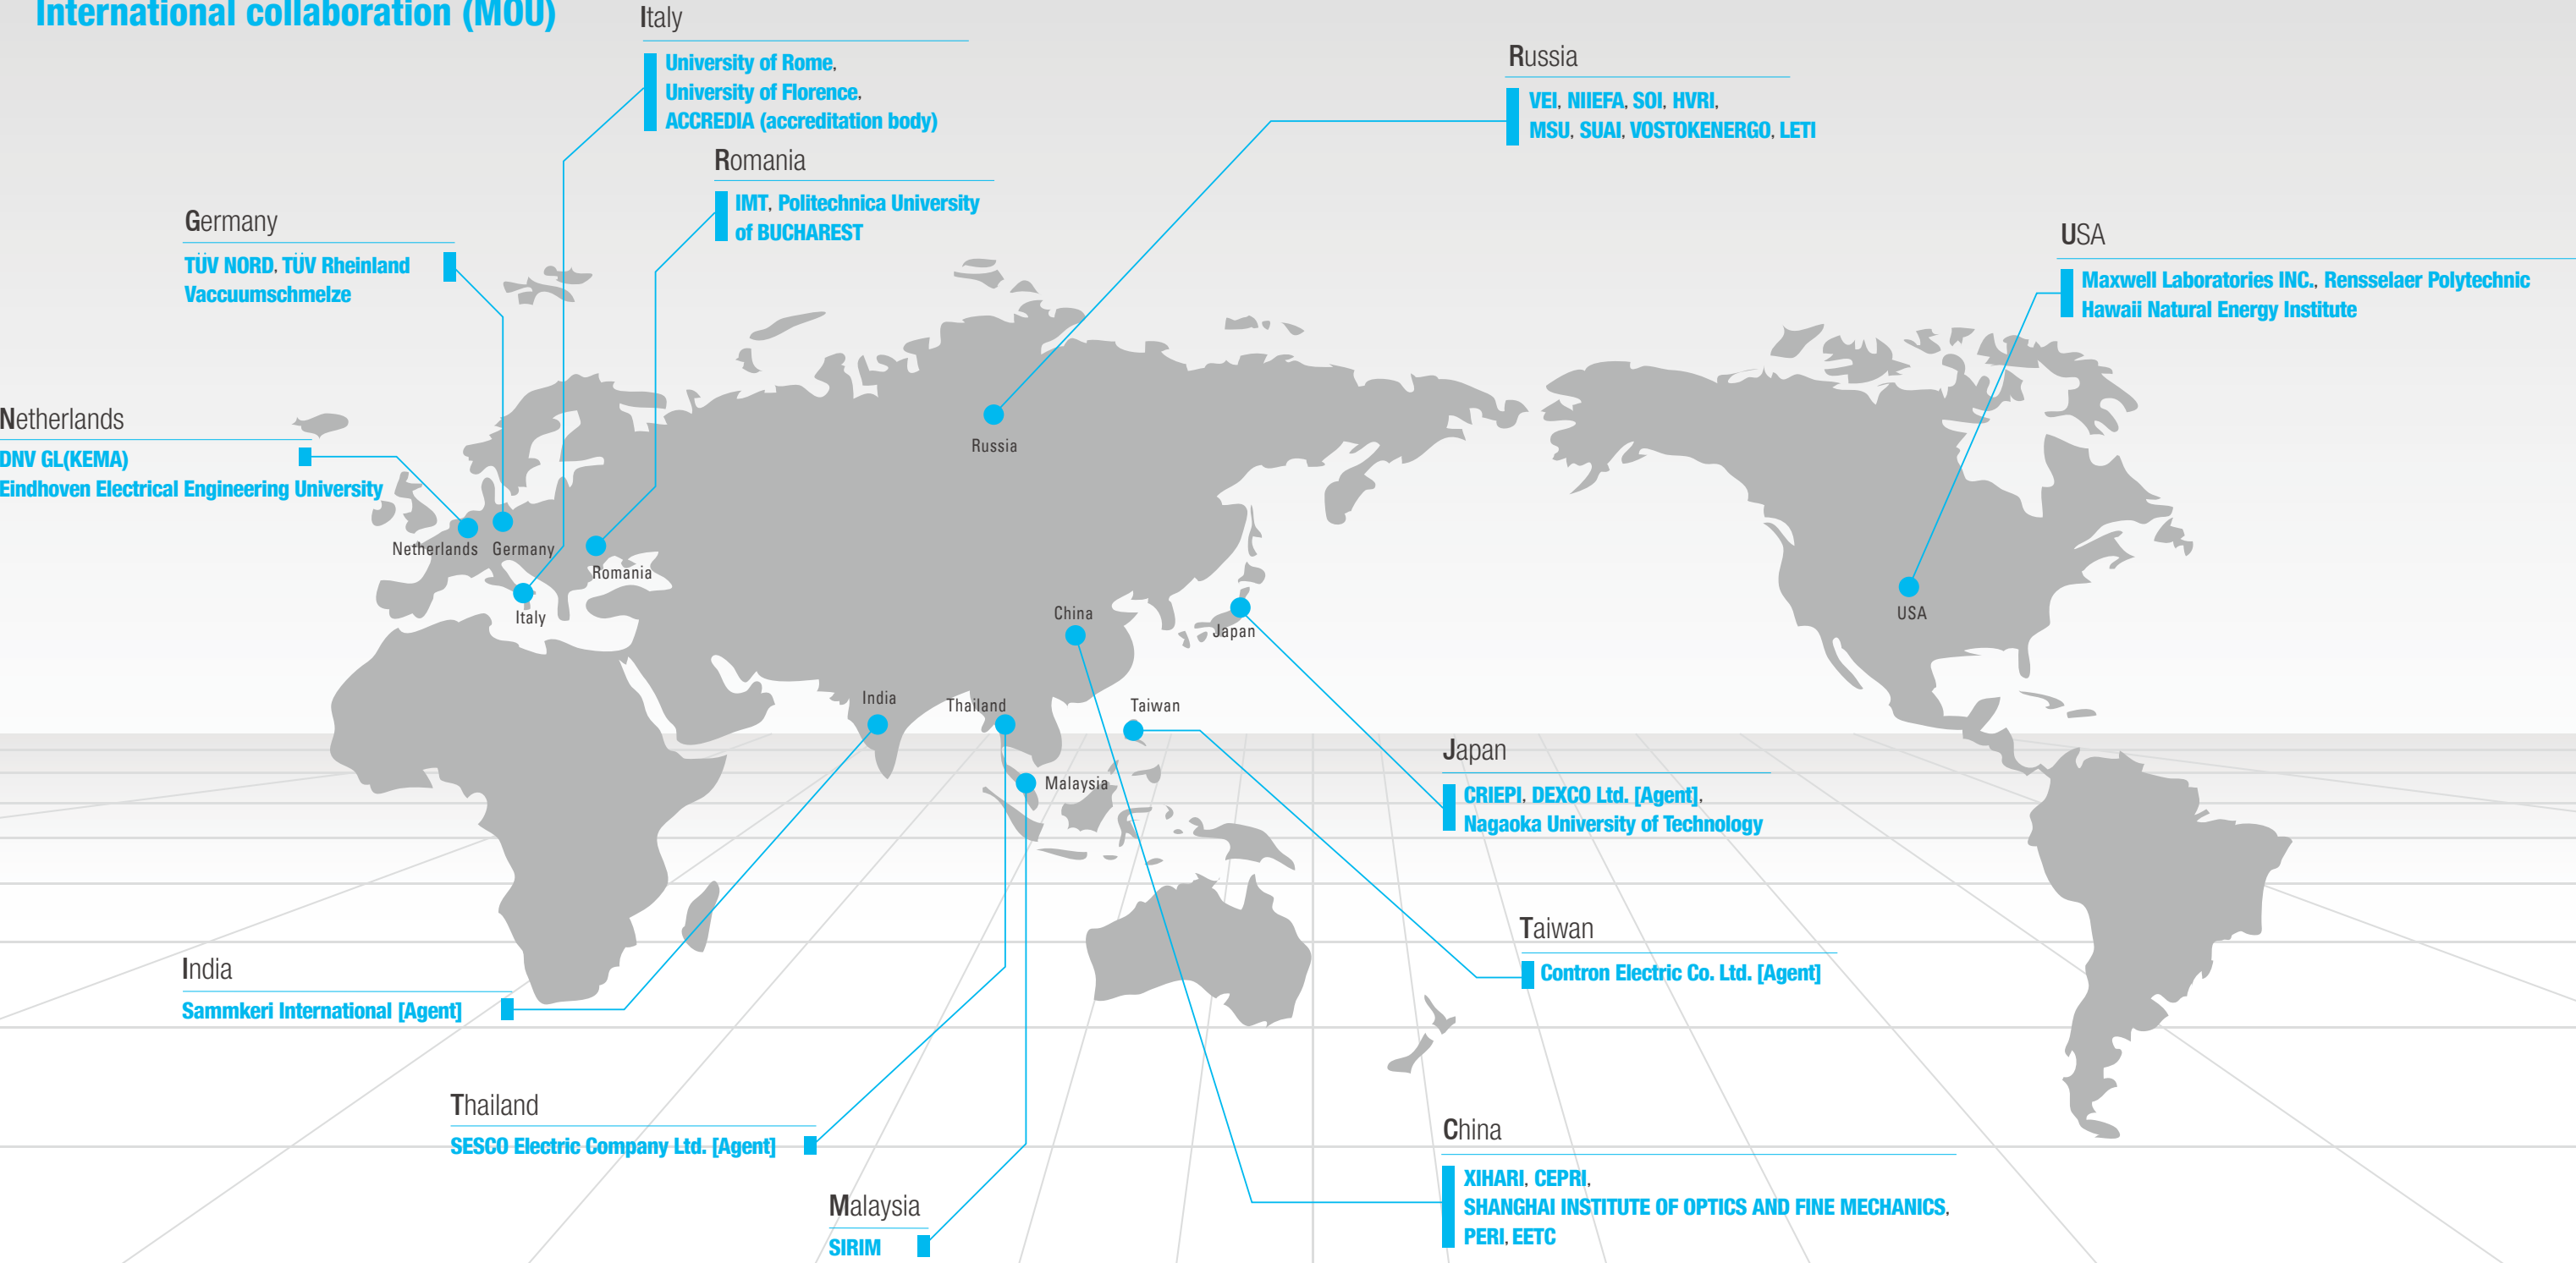 International collaboration (MOU)
Italy
University of Rome,
University of Florence,
ACCREDIA (accreditation body)
Russia
VEI, NIIEFA, SOI, HVRI,
MSU, SUAI, VOSTOKENERGO, LETI
Romania
IMT, Politechnica University
of BUCHAREST
Germany
TÜV NORD, TÜV Rheinland
Vaccuumschmelze
USA
Maxwell Laboratories INC., Rensselaer Polytechnic
Hawaii Natural Energy Institute
Netherlands
DNV GL(KEMA)
Eindhoven Electrical Engineering University
Russia
Netherlands
Germany
Romania
Italy
China
Japan
USA
India
Thailand
Taiwan
Malaysia
Japan
CRIEPI, DEXCO Ltd. [Agent],
Nagaoka University of Technology
Taiwan
Contron Electric Co. Ltd. [Agent]
India
Sammkeri International [Agent]
Thailand
SESCO Electric Company Ltd. [Agent]
Malaysia
SIRIM
China
XIHARI, CEPRI,
SHANGHAI INSTITUTE OF OPTICS AND FINE MECHANICS,
PERI, EETC